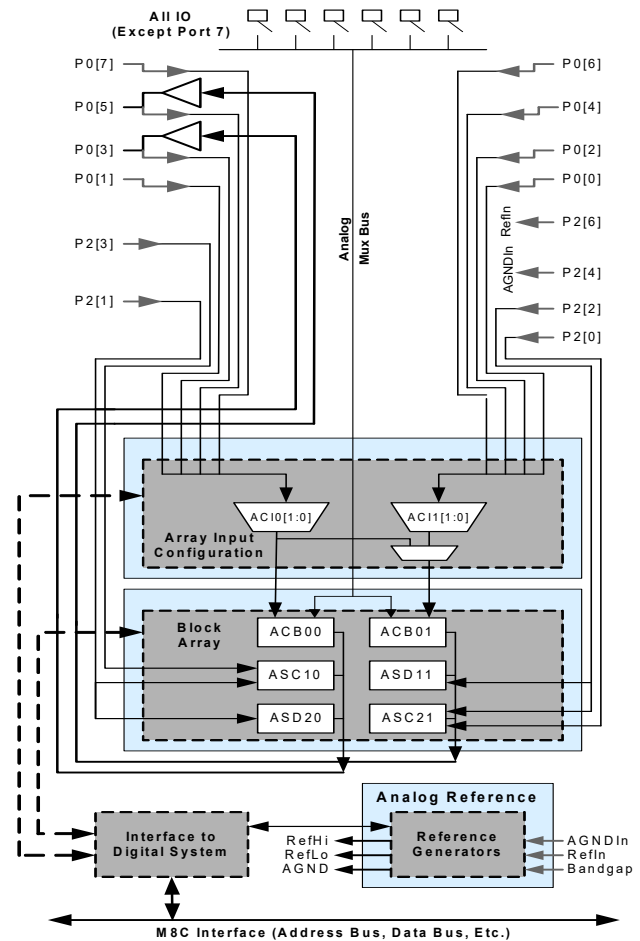 All IO
(Except Port 7)
P0[7]
P0[6]
P0[5]
P0[4]
P0[3]
P0[2]
P0[1]
P0[0]
P2[3]
P2[6]
RefIn
P2[4]
AGNDIn
P2[1]
P2[2]
P2[0]
Analog
Mux Bus
ACI0[1:0]
ACI1[1:0]
Array Input
Configuration
Block
Array
ACB00
ACB01
ASC10
ASD11
ASD20
ASC21
Analog Reference
Interface to
Digital System
RefHi
RefLo
AGND
Reference
Generators
AGNDIn
RefIn
Bandgap
M8C Interface (Address Bus, Data Bus, Etc.)